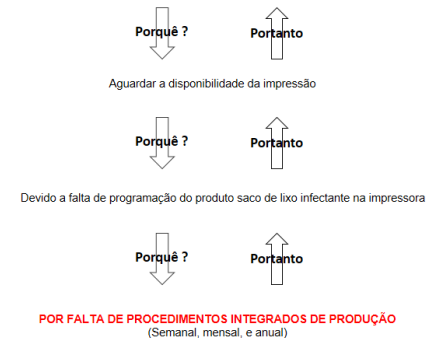 Porquê ? Portanto
Aguardar a disponibilidade da impressão
Porquê ? Portanto
Devido a falta de programação do produto saco de lixo infectante na impressora
Porquê ? Portanto
POR FALTA DE PROCEDIMENTOS INTEGRADOS DE PRODUÇÃO
(Semanal, mensal, e anual)